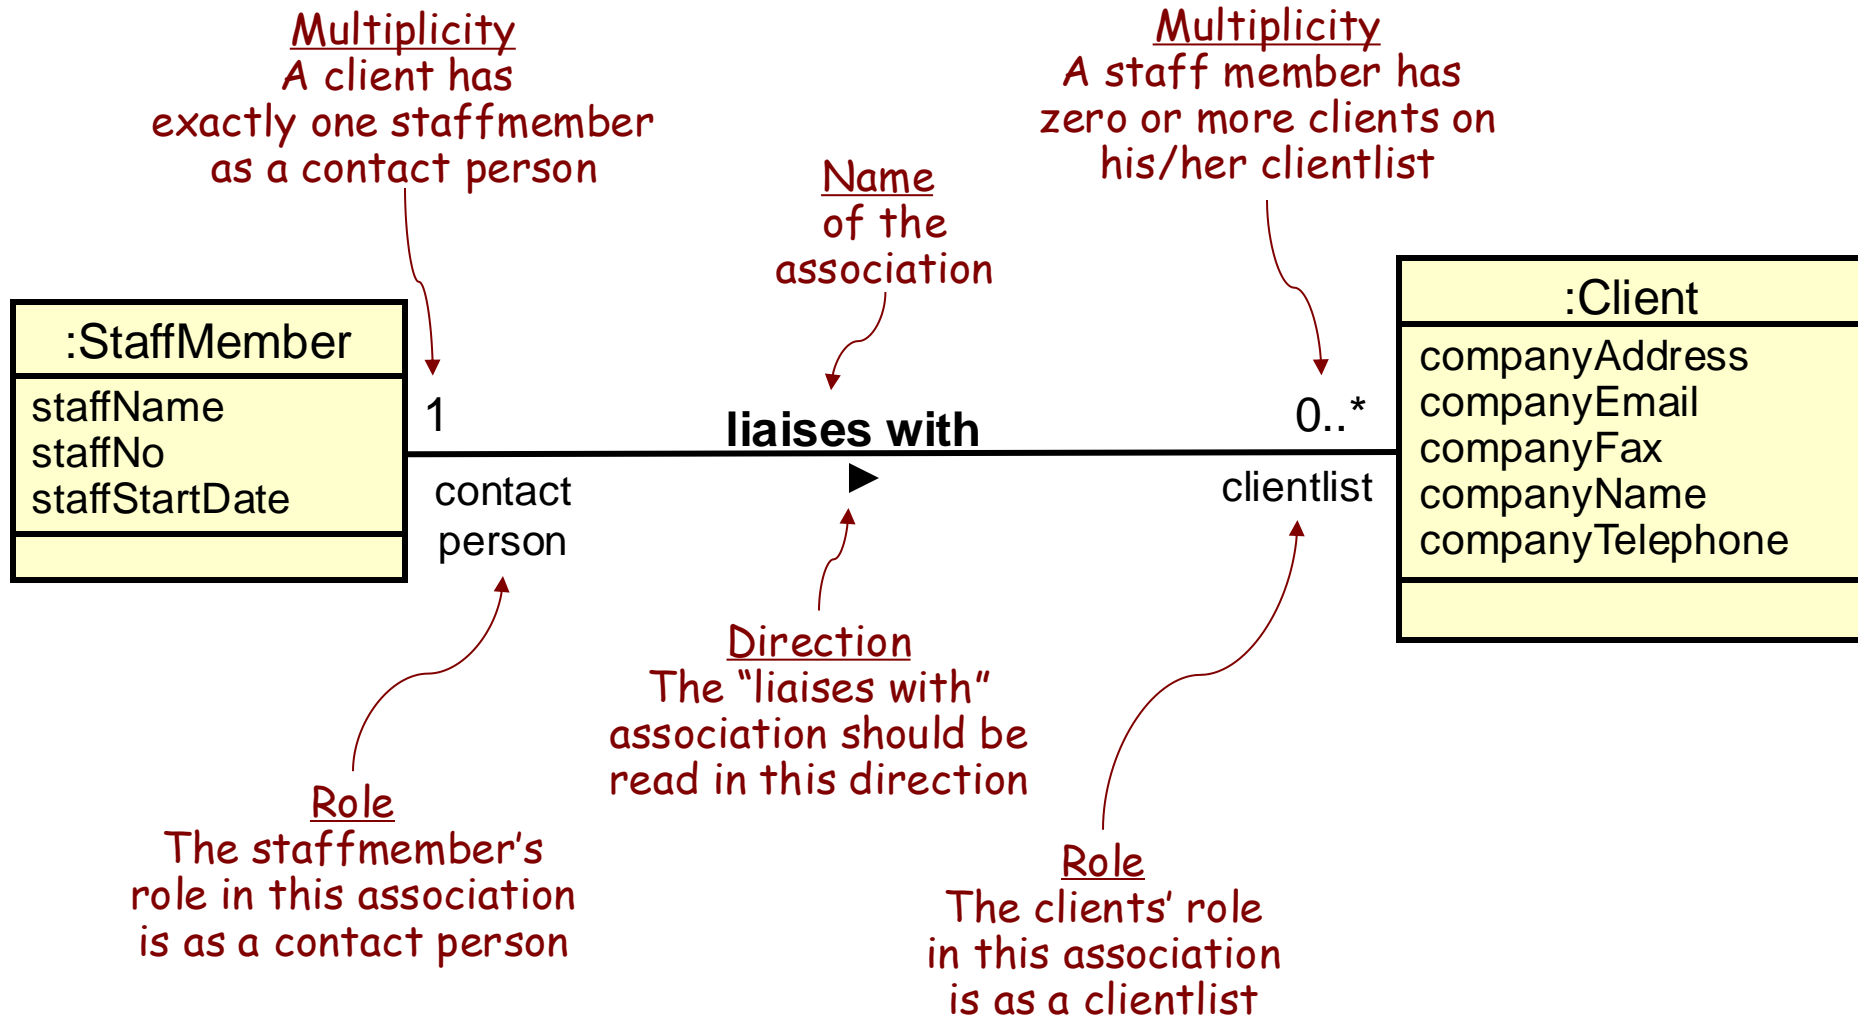 Multiplicity
A client has
exactly one staffmember
as a contact person
Multiplicity
A staff member has
zero or more clients on
his/her clientlist
Name
of the
association
:StaffMember
staffName
staffNo
staffStartDate
1
contact
person
liaises with
0..*
clientlist
:Client
companyAddress
companyEmail
companyFax
companyName
companyTelephone
Direction
The “liaises with”
association should be
read in this direction
Role
The staffmember’s
role in this association
is as a contact person
Role
The clients’ role
in this association
is as a clientlist